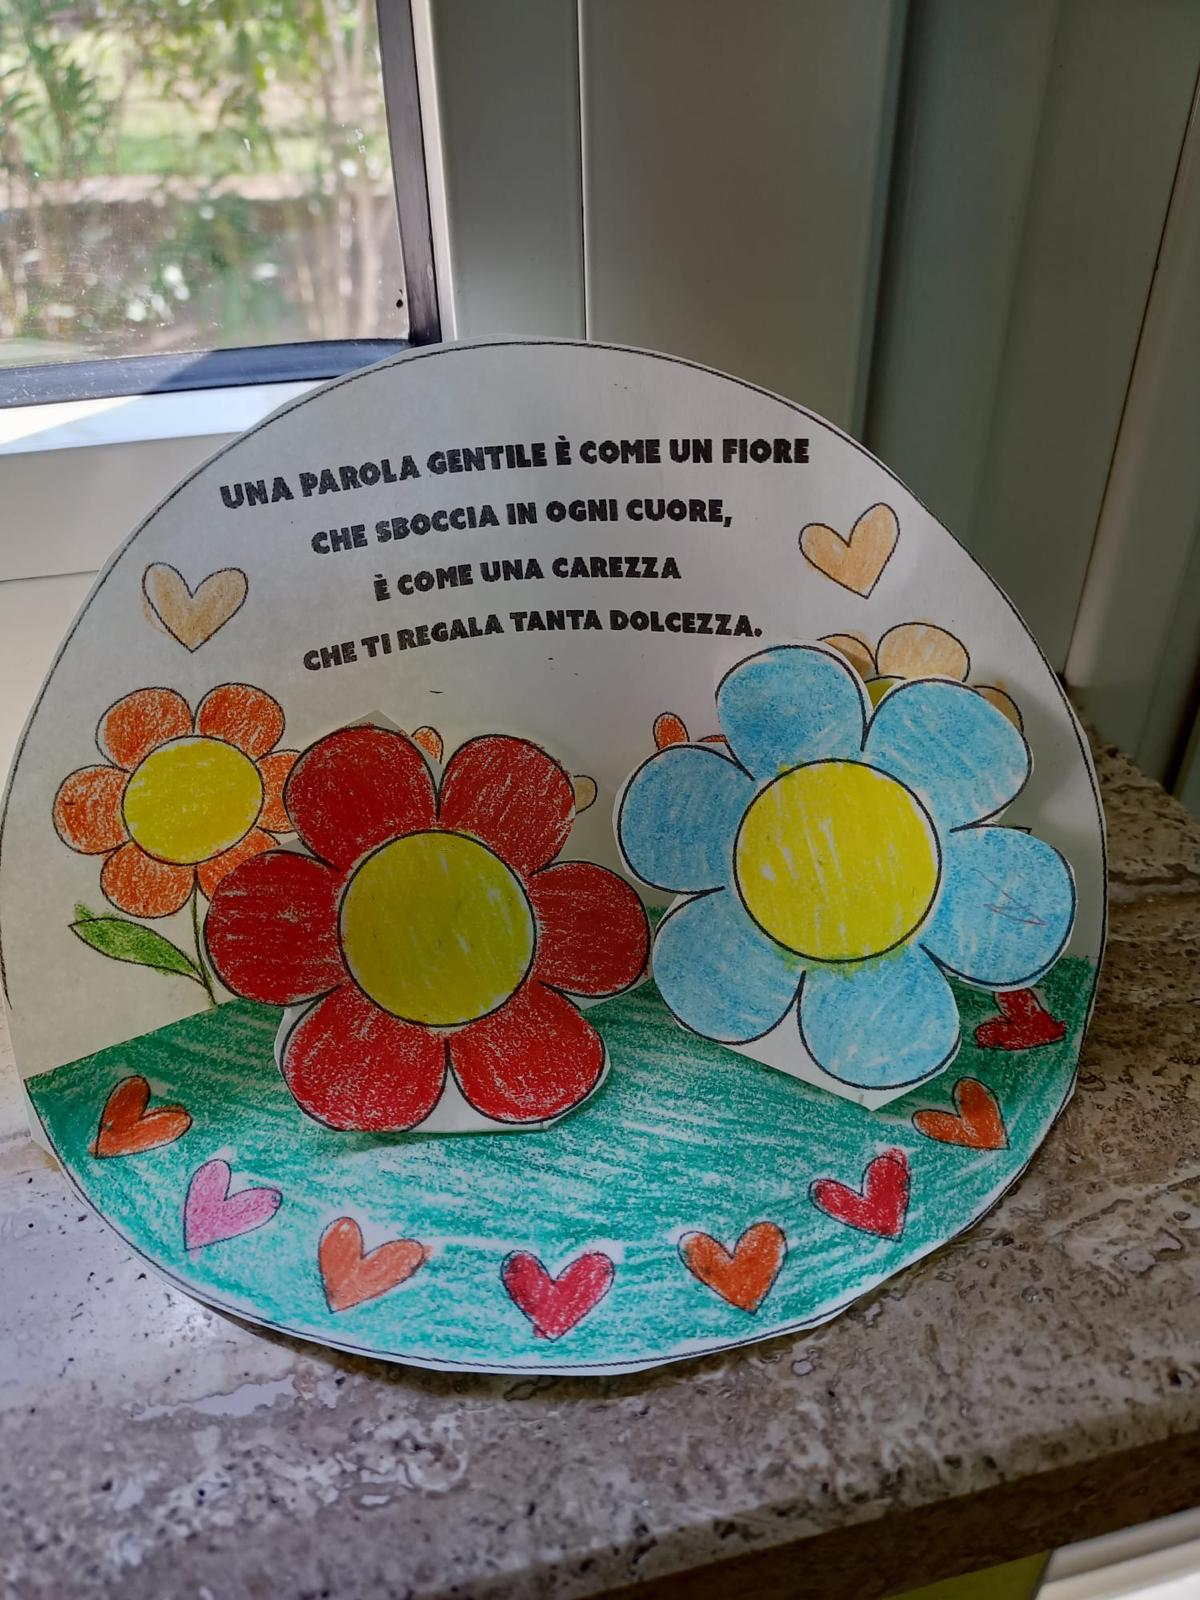 UNA PAROLA GENTILE È COME UN FIORE
CHE SBOCCIA IN OGNI CUORE,
È COME UNA CAREZZA
CHE TI REGALA TANTA DOLCEZZA.